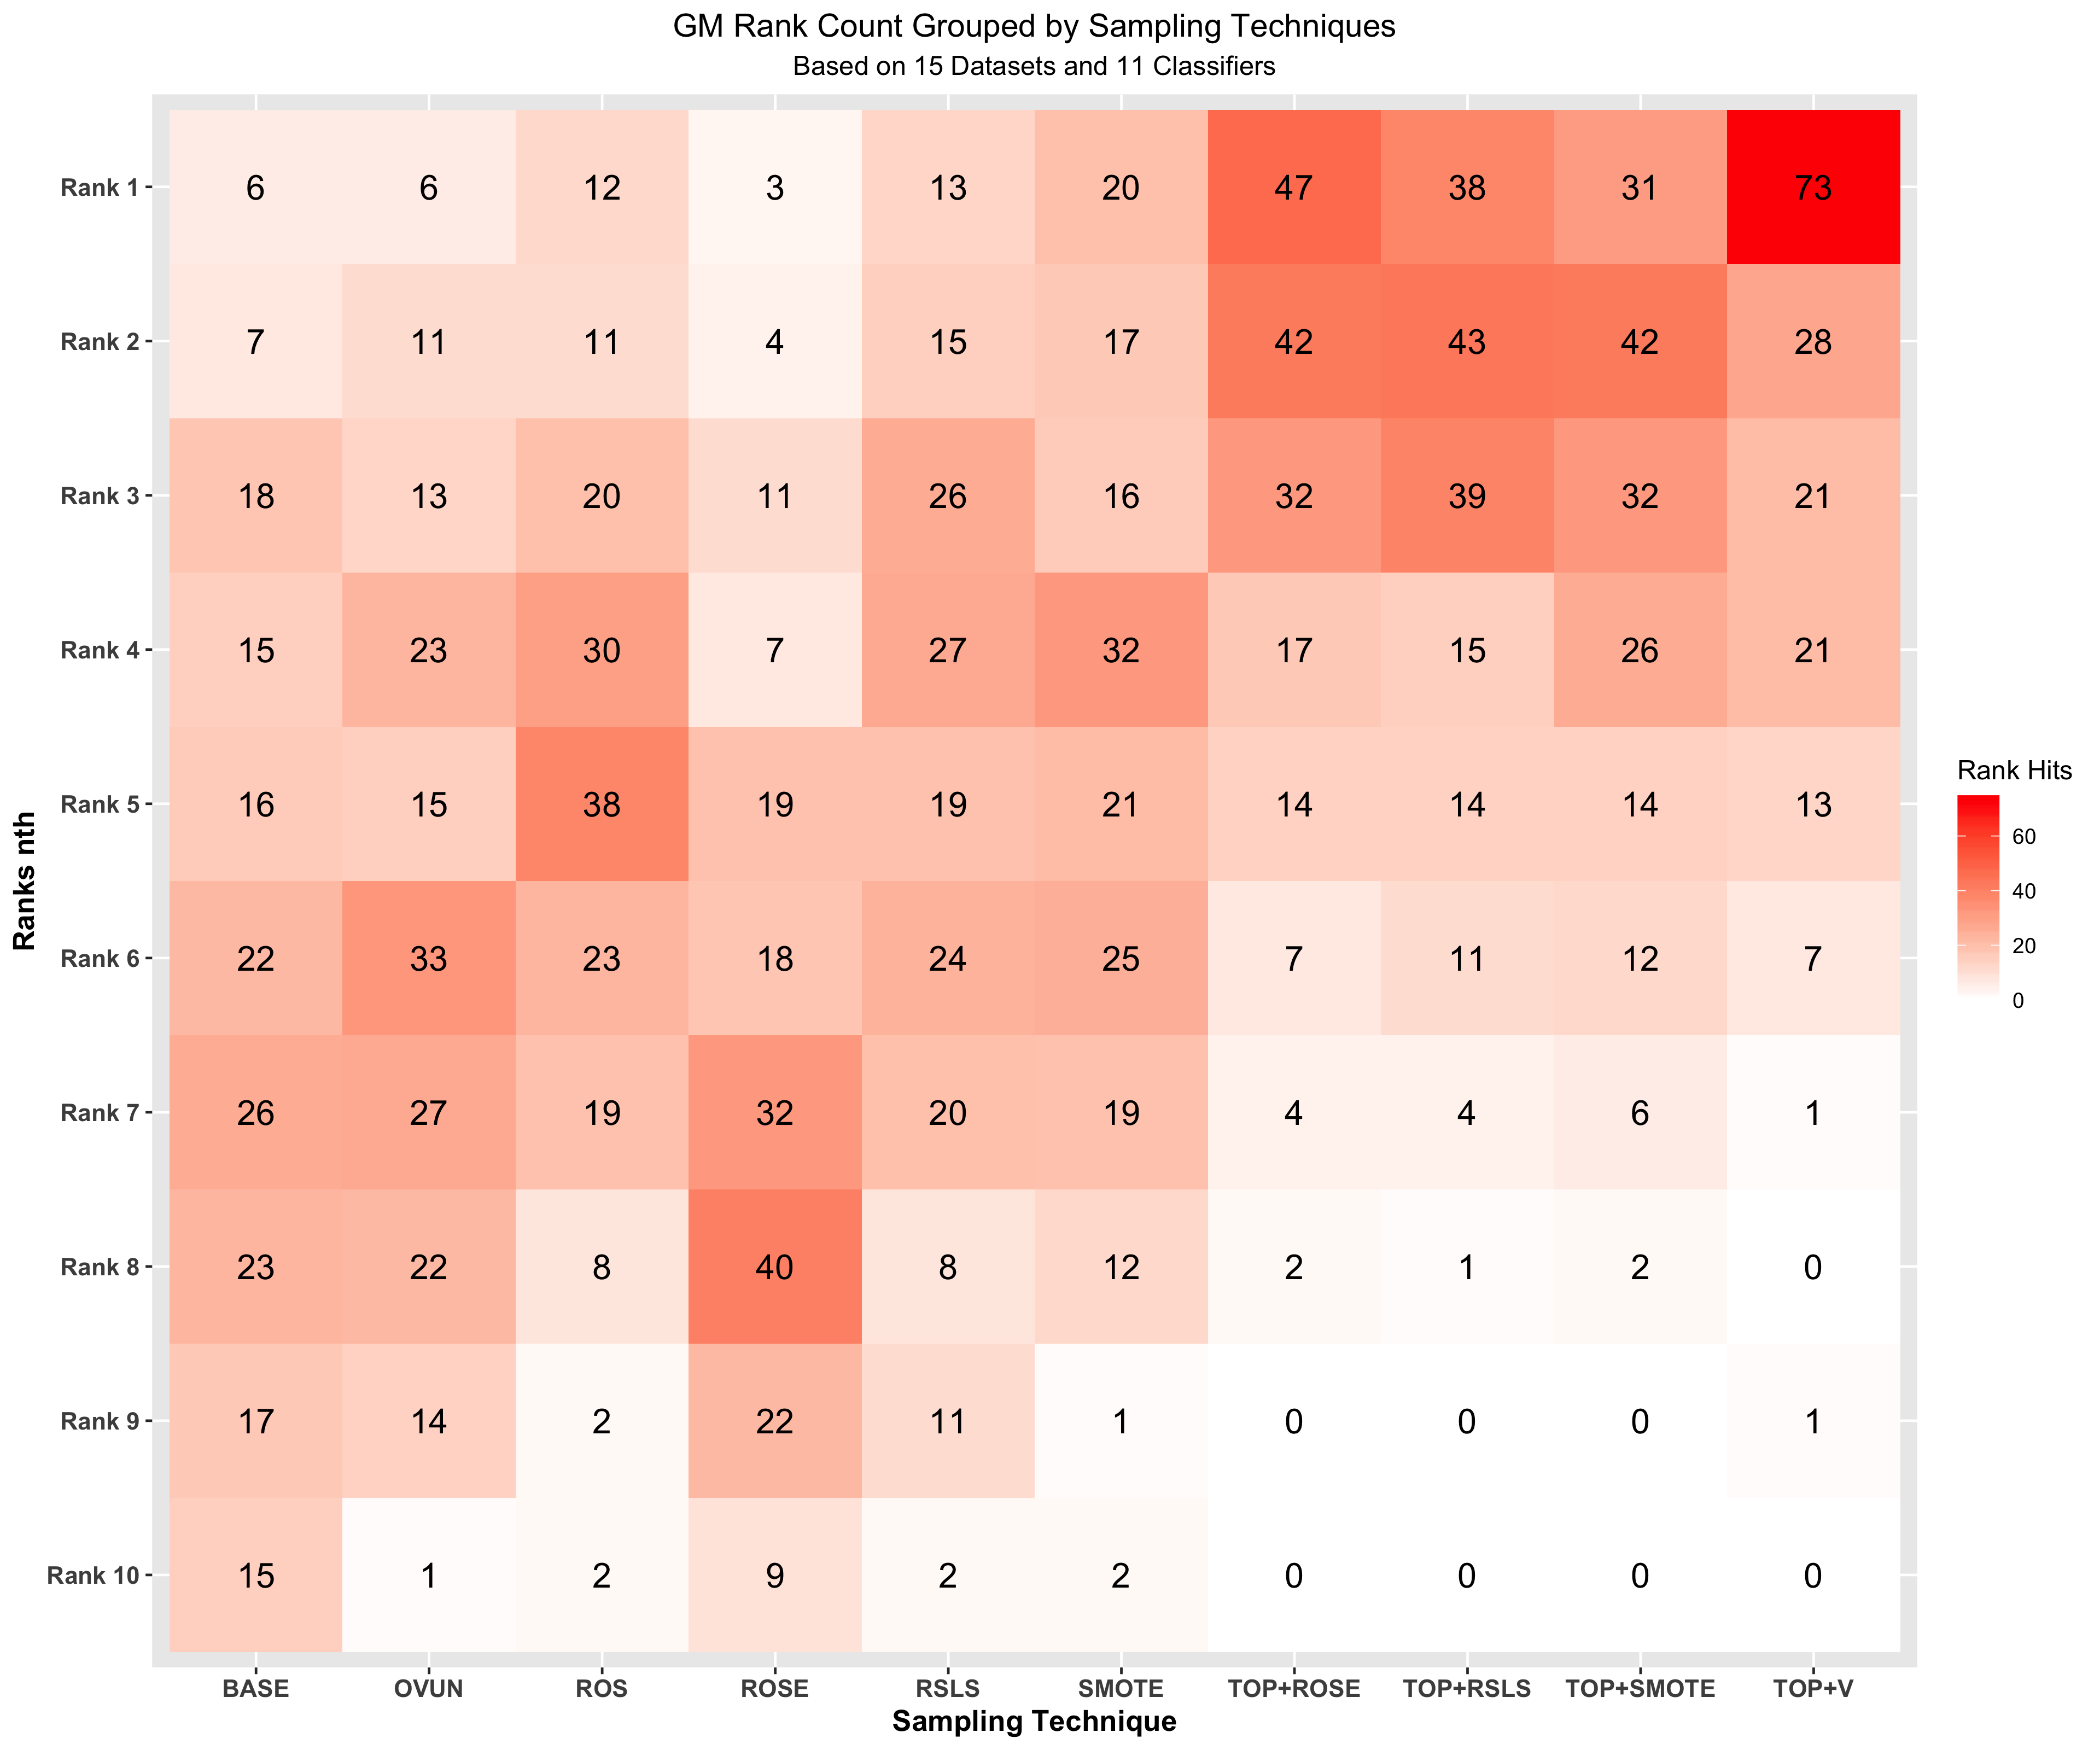 GM Rank Count Grouped by Sampling Techniques
Based on 15 Datasets and 11 Classifiers
Ranks nth
Rank 1 6 6 12 3 13 20 47 38 31 73
Rank 2 7 11 11 4 15 17 42 43 42 28
Rank 3 18 13 20 11 26 16 32 39 32 21
Rank 4 15 23 30 7 27 32 17 15 26 21
Rank 5 16 15 38 19 19 21 14 14 14 13
Rank 6 22 33 23 18 24 25 7 11 12 7
Rank 7 26 27 19 32 20 19 4 4 6 1
Rank 8 23 22 8 40 8 12 2 1 2 0
Rank 9 17 14 2 22 11 1 0 0 0 1
Rank 10 15 1 2 9 2 2 0 0 0 0
BASE OVUN ROS ROSE RSLS SMOTE TOP+ROSE TOP+RSLS TOP+SMOTE TOP+V
Sampling Technique
Rank Hits
60
40
20
0